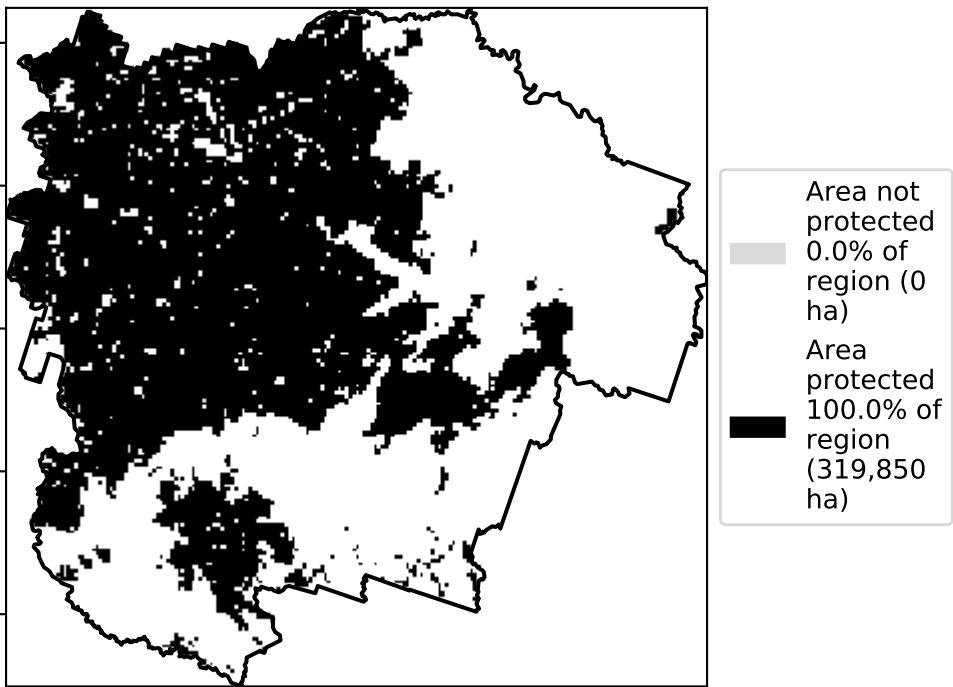 Area not
protected
0.0% of
region (0
ha)
Area
protected
100.0% of
region
(319,850
ha)